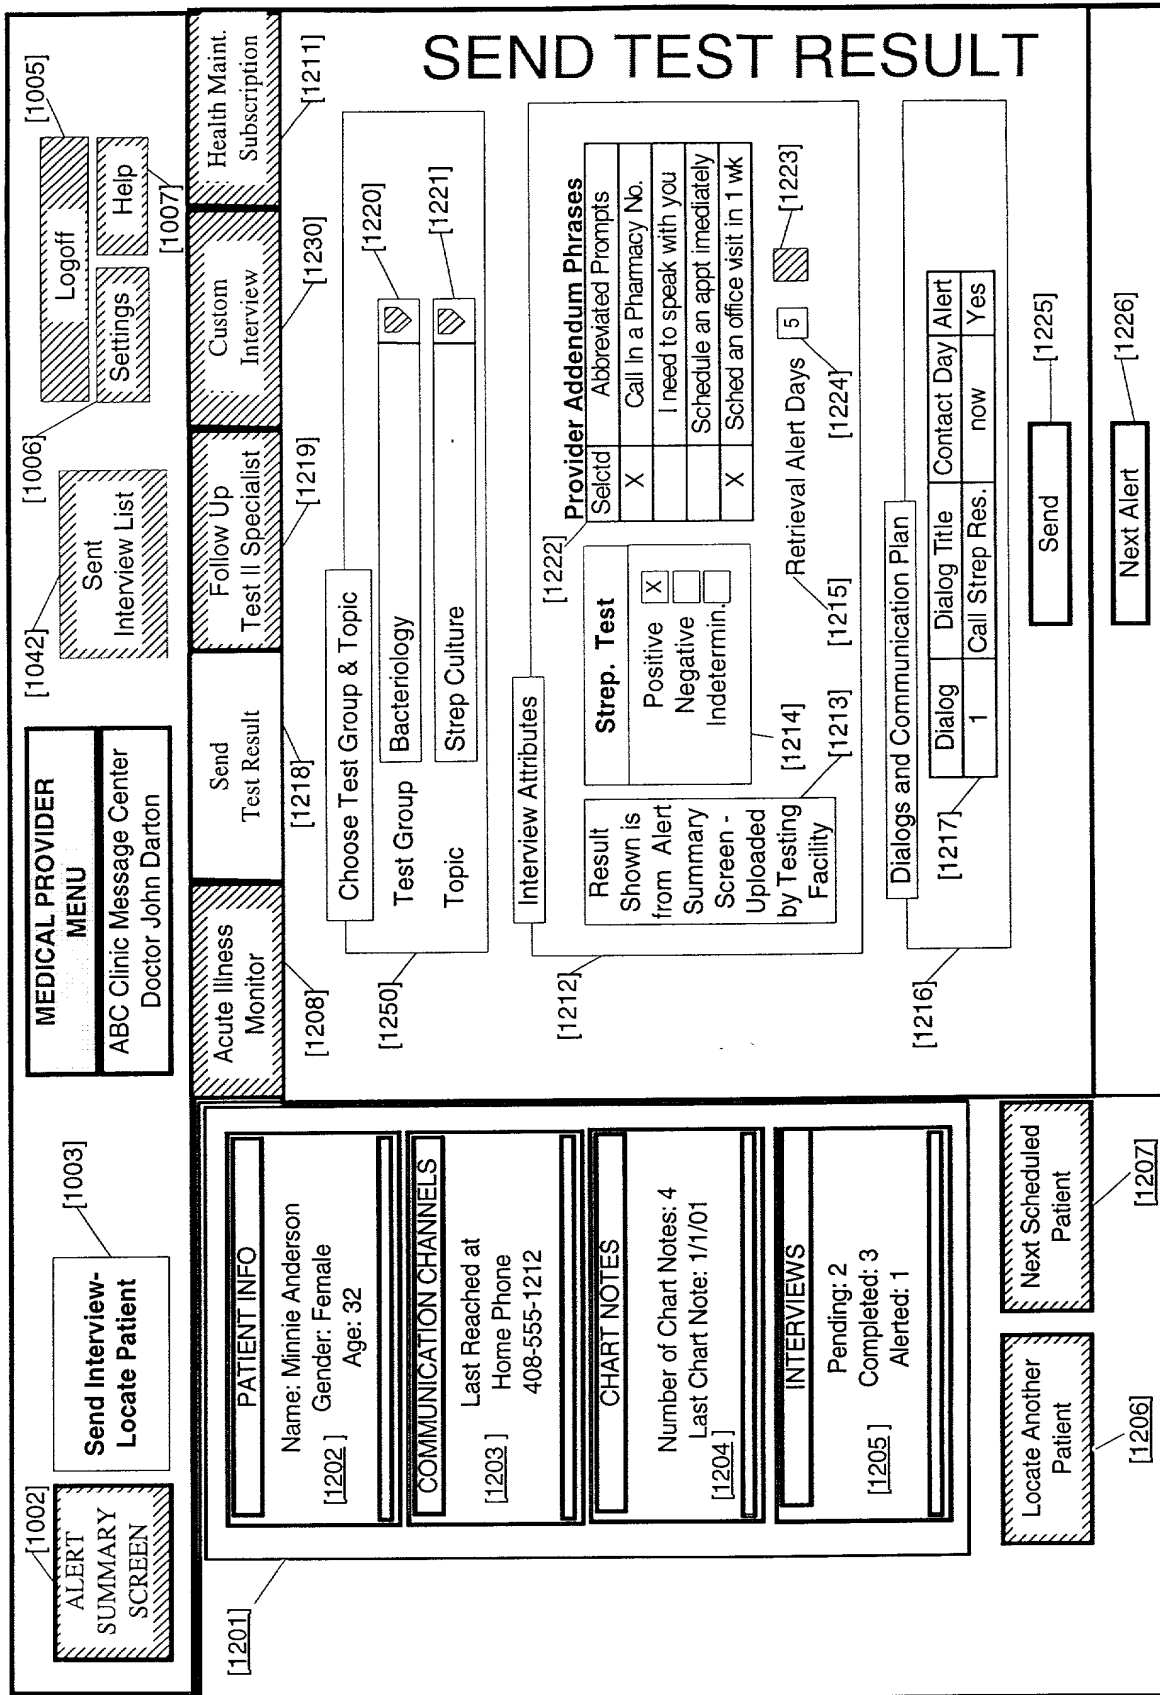 [1002]
ALERT
SUMMARY
SCREEN
Send Interview-
Locate Patient
[1003]
MEDICAL PROVIDER
MENU
ABC Clinic Message Center
Doctor John Darton
[1042]
Sent
Interview List
[1006]
Logoff
[1005]
Settings
Help
[1007]
Acute Illness
Monitor
[1208]
Send
Test Result
[1218]
Follow Up
Test II Specialist
[1219]
Custom
Interview
[1230]
Health Maint.
Subscription
[1211]
[1201]
PATIENT INFO
Name: Minnie Anderson
Gender: Female
Age: 32
[1202 ]
COMMUNICATION CHANNELS
Last Reached at
Home Phone
408-555-1212
[1203 ]
CHART NOTES
Number of Chart Notes: 4
Last Chart Note: 1/1/01
[1204 ]
INTERVIEWS
Pending: 2
Completed: 3
Alerted: 1
[1205 ]
Locate Another
Patient
[1206]
Next Scheduled
Patient
[1207]
SEND TEST RESULT
[1250]
Choose Test Group & Topic
Test Group Bacteriology
[1220]
Topic Strep Culture
[1221]
[1212]
Interview Attributes
Result
Shown is
from Alert
Summary
Screen -
Uploaded
by Testing
Facility
[1213]
Strep. Test
Positive X
Negative
Indetermin.
[1214]
[1222]
Provider Addendum Phrases
Selctd Abbreviated Prompts
X Call In a Pharmacy No.
I need to speak with you
Schedule an appt imediately
X Sched an office visit in 1 wk
Retrieval Alert Days 5
[1215]
[1224]
[1223]
[1216]
Dialogs and Communication Plan
[1217]
Dialog Dialog Title Contact Day Alert
1 Call Strep Res. now Yes
Send
[1225]
Next Alert
[1226]